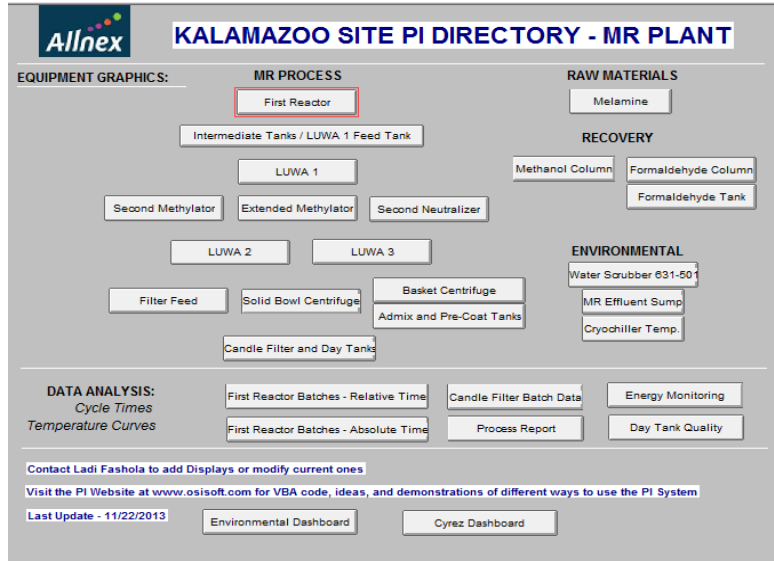 Allnex
KALAMAZOO SITE PI DIRECTORY - MR PLANT
EQUIPMENT GRAPHICS:
MR PROCESS
RAW MATERIALS
First Reactor
Melamine
Intermediate Tanks / LUWA 1 Feed Tank
RECOVERY
LUWA 1
Methanol Column
Formaldehyde Column
Formaldehyde Tank
Second Methylator
Extended Methylator
Second Neutralizer
LUWA 2
LUWA 3
ENVIRONMENTAL
Water Scrubber 631-501
MR Effluent Sump
Cryochiller Temp.
Filter Feed
Solid Bowl Centrifuge
Basket Centrifuge
Admix and Pre-Coat Tanks
Candle Filter and Day Tanks
DATA ANALYSIS:
Cycle Times
Temperature Curves
First Reactor Batches - Relative Time
Candle Filter Batch Data
Energy Monitoring
First Reactor Batches - Absolute Time
Process Report
Day Tank Quality
Contact Ladi Fashola to add Displays or modify current ones
Visit the PI Website at www.osisoft.com for VBA code, ideas, and demonstrations of different ways to use the PI System
Last Update - 11/22/2013
Environmental Dashboard
Cyrez Dashboard